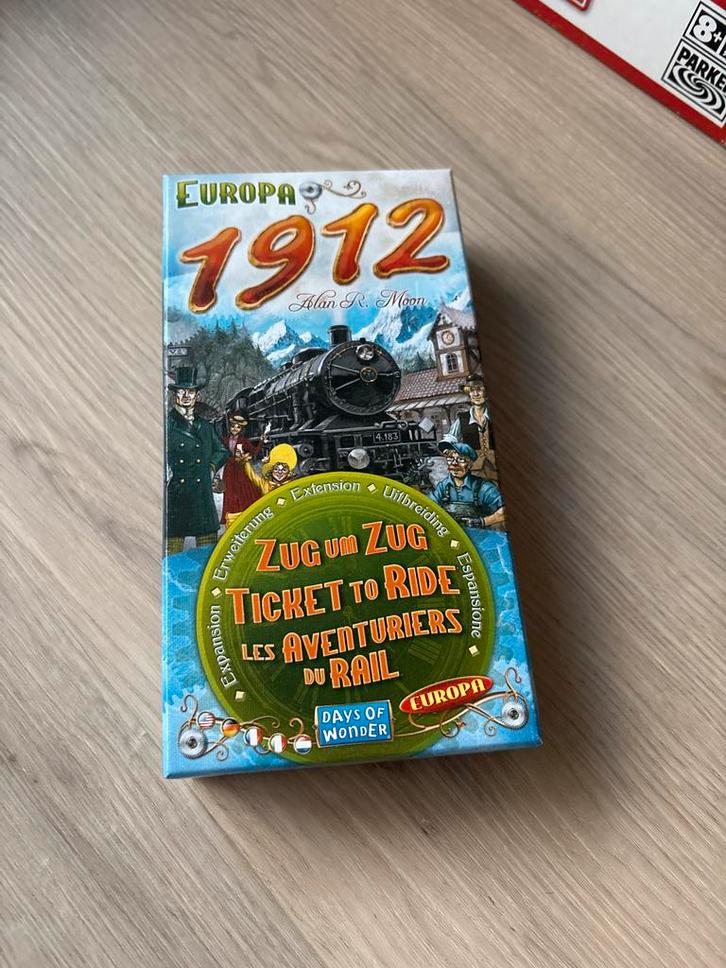 8+
PARKE
EUROPA
1912
Alan R. Moon
4.183
Expansion ◆ Erweiterung ◆ Extension ◆ Uitbreiding ◆ Espansione
ZUG UM ZUG
TICKET TO RIDE
LES AVENTURIERS
DU RAIL
EUROPA
DAYS OF
WONDER